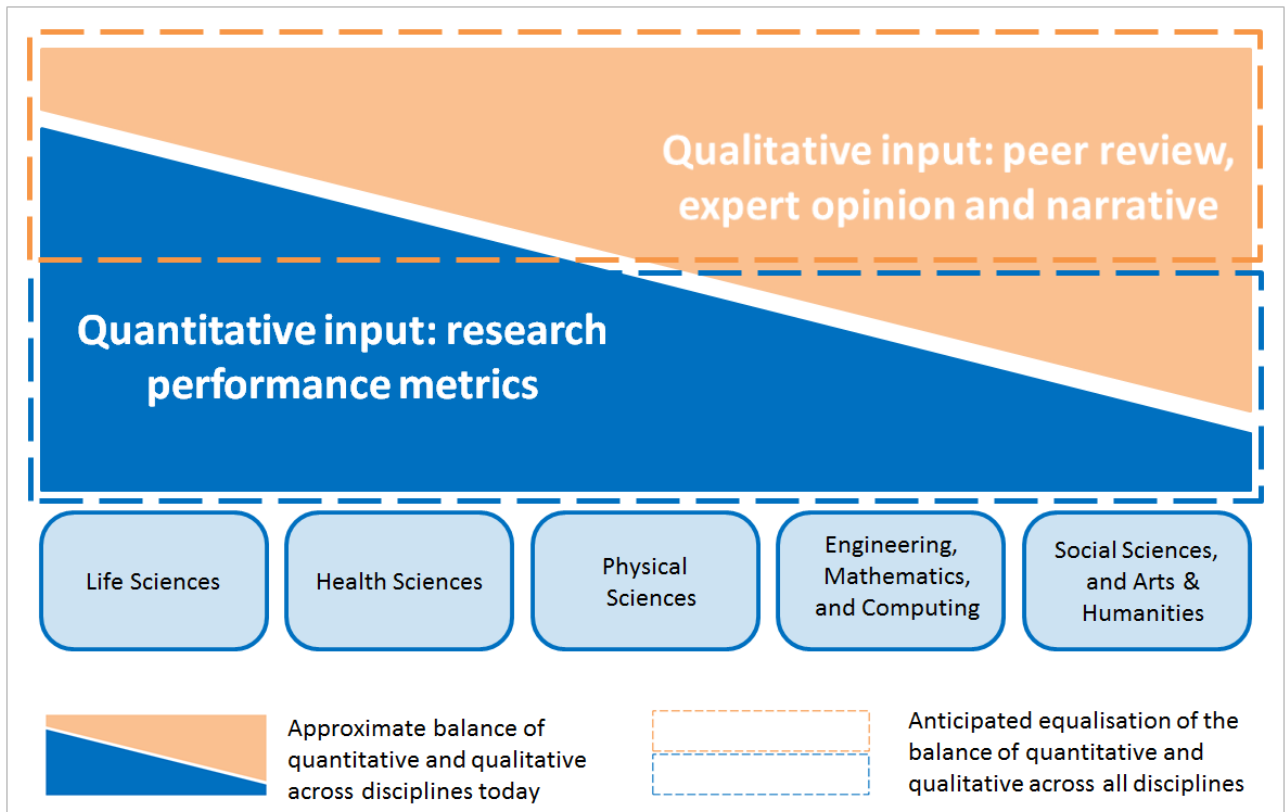 Qualitative input: peer review,
expert opinion and narrative
Quantitative input: research
performance metrics
Life Sciences
Health Sciences
Physical
Sciences
Engineering,
Mathematics,
and Computing
Social Sciences,
and Arts &
Humanities
Approximate balance of
quantitative and qualitative
across disciplines today
Anticipated equalisation of the
balance of quantitative and
qualitative across all disciplines